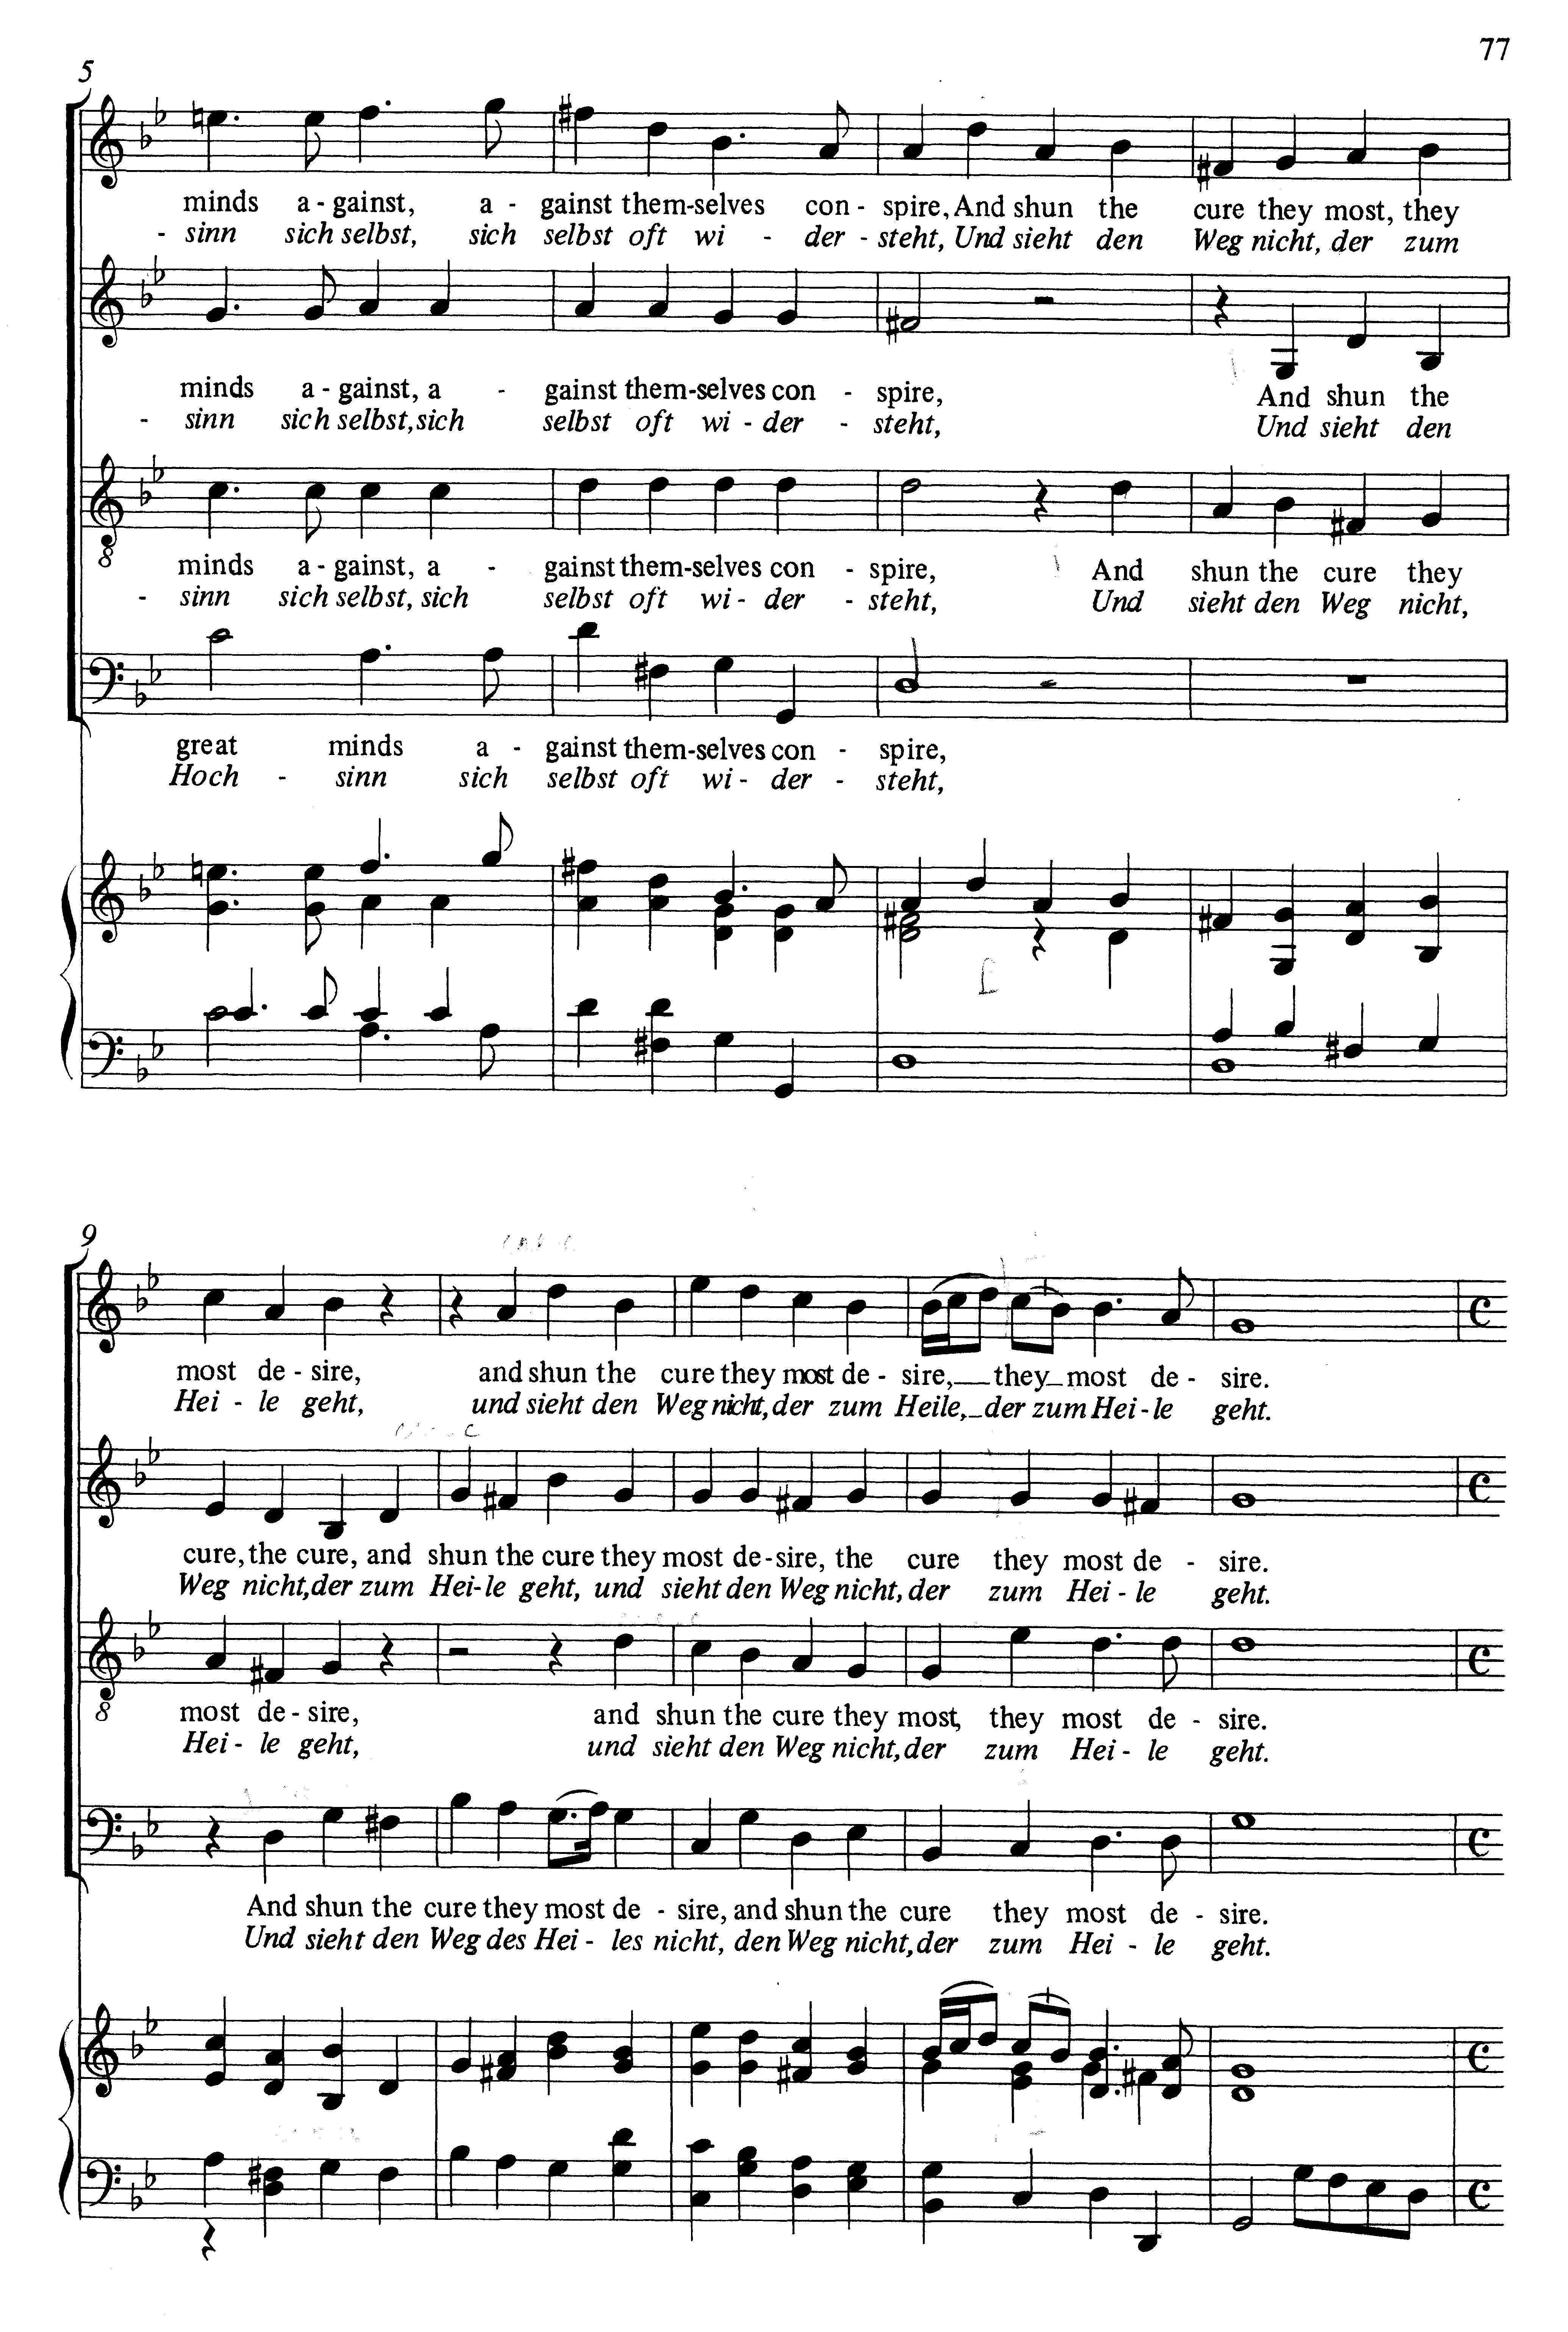 77
5
minds a - gainst, a - gainst them-selves con - spire, And shun the cure they most, they
- sinn sich selbst, sich selbst oft wi - der - steht, Und sieht den Weg nicht, der zum
minds a - gainst, a - gainst them-selves con - spire, And shun the
- sinn sich selbst, sich selbst oft wi - der - steht, Und sieht den
8
minds a - gainst, a - gainst them-selves con - spire, And shun the cure they
- sinn sich selbst, sich selbst oft wi - der - steht, Und sieht den Weg nicht,
great minds a - gainst them-selves con - spire,
Hoch - sinn sich selbst oft wi - der - steht,
9
most de - sire, and shun the cure they most de - sire, they most de - sire.
Hei - le geht, und sieht den Weg nicht, der zum Heile, der zum Hei - le geht.
cure, the cure, and shun the cure they most de - sire, the cure they most de - sire.
Weg nicht, der zum Hei - le geht, und sieht den Weg nicht, der zum Hei - le geht.
8
most de - sire, and shun the cure they most, they most de - sire.
Hei - le geht, und sieht den Weg nicht, der zum Hei - le geht.
And shun the cure they most de - sire, and shun the cure they most de - sire.
Und sieht den Weg des Hei - les nicht, den Weg nicht, der zum Hei - le geht.